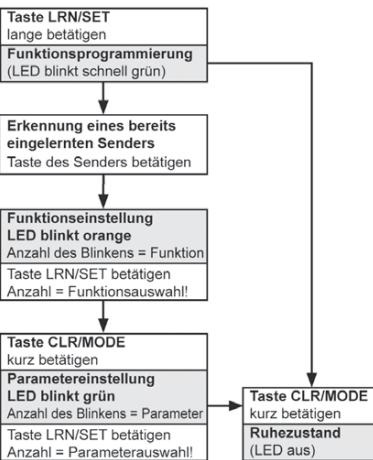 Taste LRN/SET
lange betätigen
Funktionsprogrammierung
(LED blinkt schnell grün)
Erkennung eines bereits
eingelernten Senders
Taste des Senders betätigen
Funktionseinstellung
LED blinkt orange
Anzahl des Blinkens = Funktion
Taste LRN/SET betätigen
Anzahl = Funktionsauswahl!
Taste CLR/MODE
kurz betätigen
Parametereinstellung
LED blinkt grün
Anzahl des Blinkens = Parameter
Taste LRN/SET betätigen
Anzahl = Parameterauswahl!
Taste CLR/MODE
kurz betätigen
Ruhezustand
(LED aus)